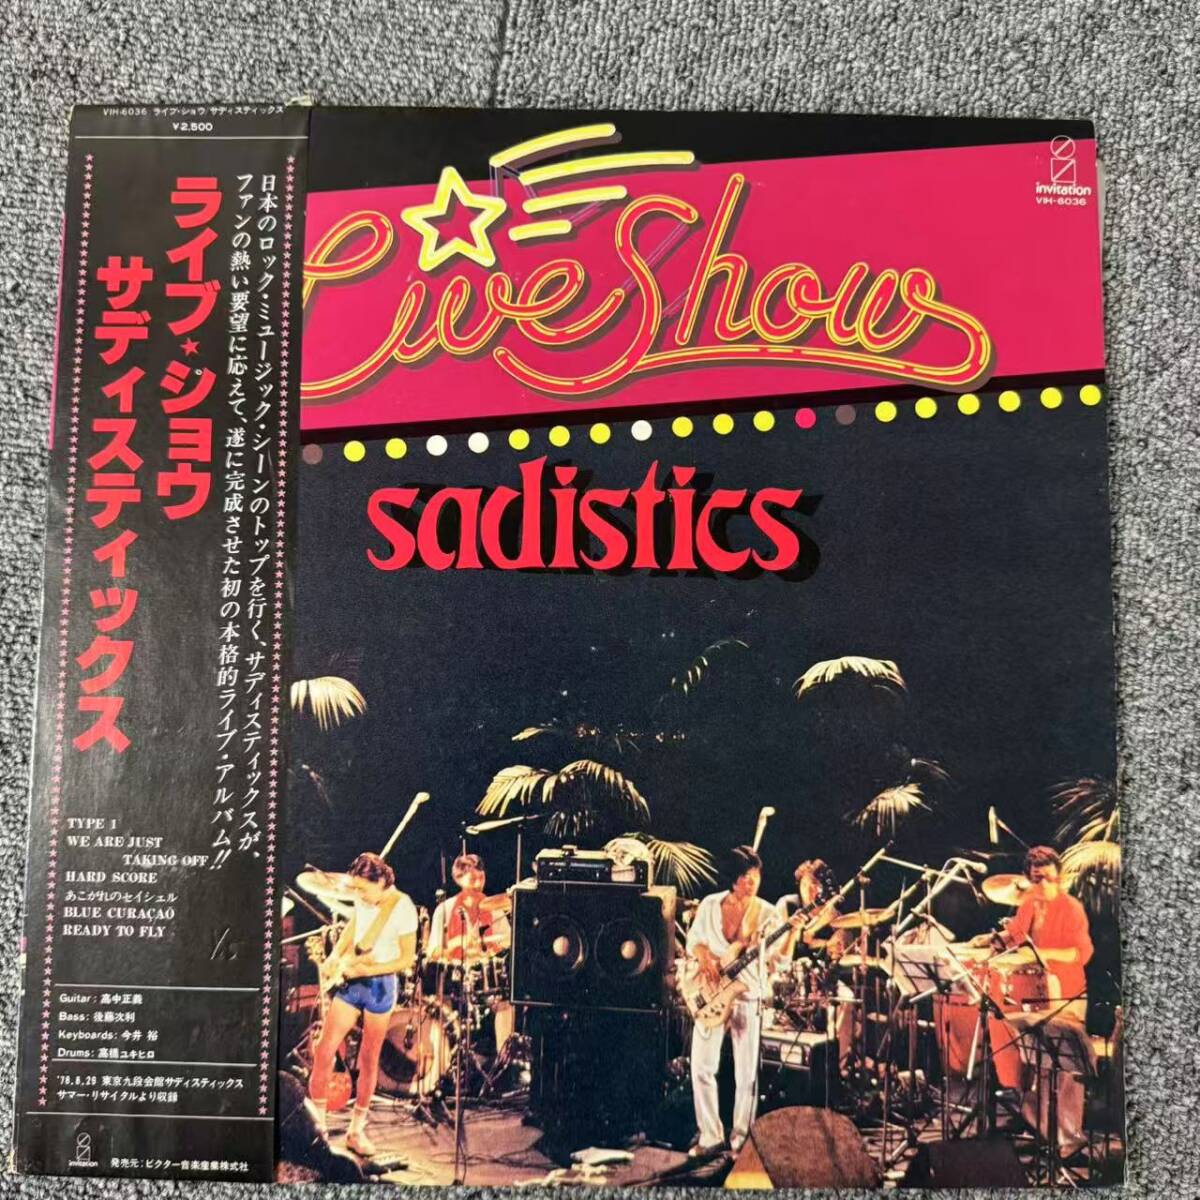 VIH-6036 ライブ・ショウ/サディスティックス
¥2,500
ライブ★ショウ
サディスティックス
日本のロック・ミュージック・シーンのトップを行く、サディスティックスが、
ファンの熱い要望に応えて、遂に完成させた初の本格的ライブ・アルバム!!
TYPE 1
WE ARE JUST
TAKING OFF
HARD SCORE
あこがれのセイシェル
BLUE CURAÇAÕ
READY TO FLY
Guitar: 高中正義
Bass: 後藤次利
Keyboards: 今井 裕
Drums: 高橋ユキヒロ
'78.8.29 東京九段会館サディスティックス
サマー・リサイタルより収録
invitation
発売元:ビクター音楽産業株式会社
Live Show
invitation
VIH-6036
sadistics